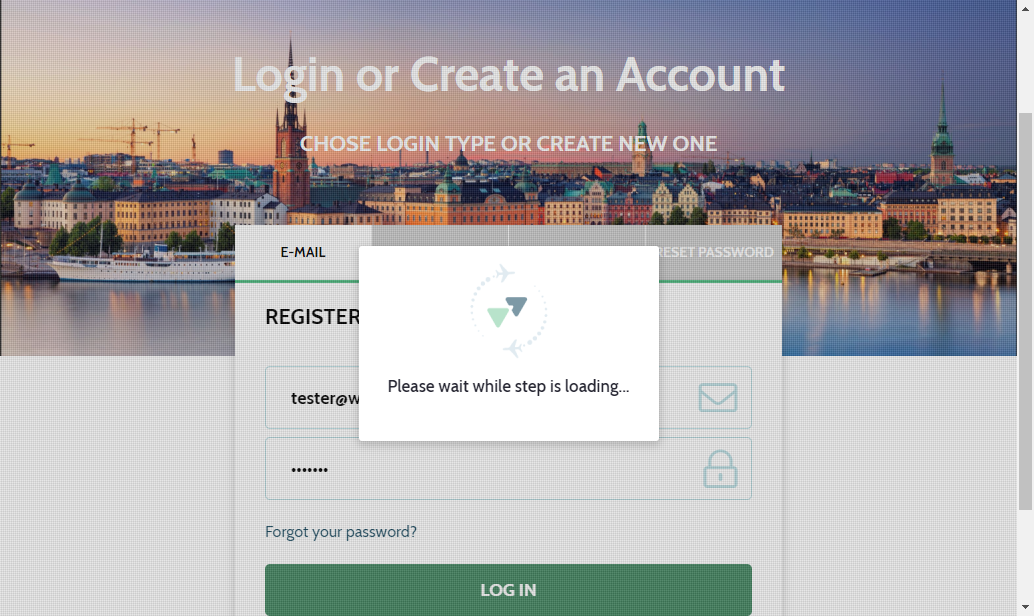 Login or Create an Account
CHOSE LOGIN TYPE OR CREATE NEW ONE
E-MAIL
RESET PASSWORD
REGISTER
Please wait while step is loading...
tester@w
•••••••
Forgot your password?
LOG IN